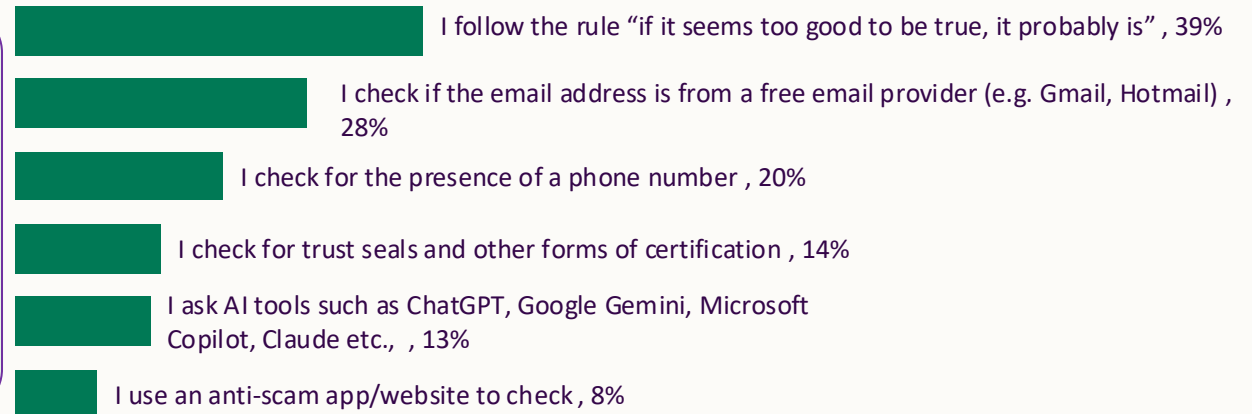 I follow the rule “if it seems too good to be true, it probably is” , 39%
I check if the email address is from a free email provider (e.g. Gmail, Hotmail) ,
28%
I check for the presence of a phone number , 20%
I check for trust seals and other forms of certification , 14%
I ask AI tools such as ChatGPT, Google Gemini, Microsoft
Copilot, Claude etc.,  , 13%
I use an anti-scam app/website to check , 8%